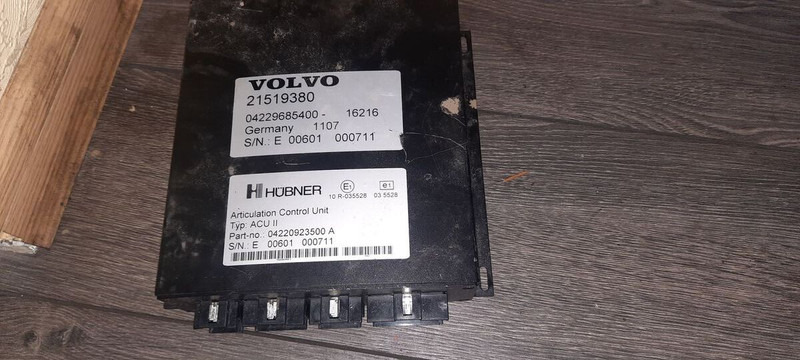 VOLVO
21519380
04229685400 - 16216
Germany 1107
S/N.: E 00601 000711
HÜBNER E1 e1
10 R-035528 03 5528
Articulation Control Unit
Typ: ACU II
Part-no.: 04220923500 A
S/N.: E 00601 000711